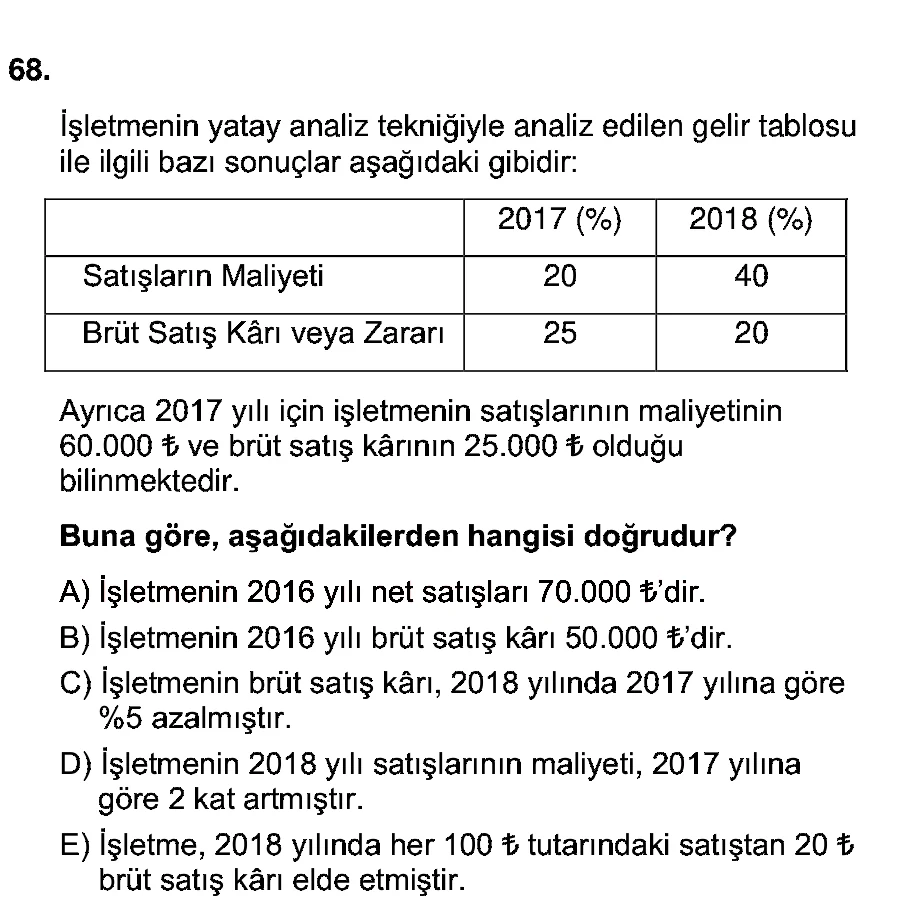 68.
İşletmenin yatay analiz tekniğiyle analiz edilen gelir tablosu
ile ilgili bazı sonuçlar aşağıdaki gibidir:
2017 (%) 2018 (%)
Satışların Maliyeti 20 40
Brüt Satış Kârı veya Zararı 25 20
Ayrıca 2017 yılı için işletmenin satışlarının maliyetinin
60.000 ₺ ve brüt satış kârının 25.000 ₺ olduğu
bilinmektedir.
Buna göre, aşağıdakilerden hangisi doğrudur?
A) İşletmenin 2016 yılı net satışları 70.000 ₺’dir.
B) İşletmenin 2016 yılı brüt satış kârı 50.000 ₺’dir.
C) İşletmenin brüt satış kârı, 2018 yılında 2017 yılına göre
%5 azalmıştır.
D) İşletmenin 2018 yılı satışlarının maliyeti, 2017 yılına
göre 2 kat artmıştır.
E) İşletme, 2018 yılında her 100 ₺ tutarındaki satıştan 20 ₺
brüt satış kârı elde etmiştir.